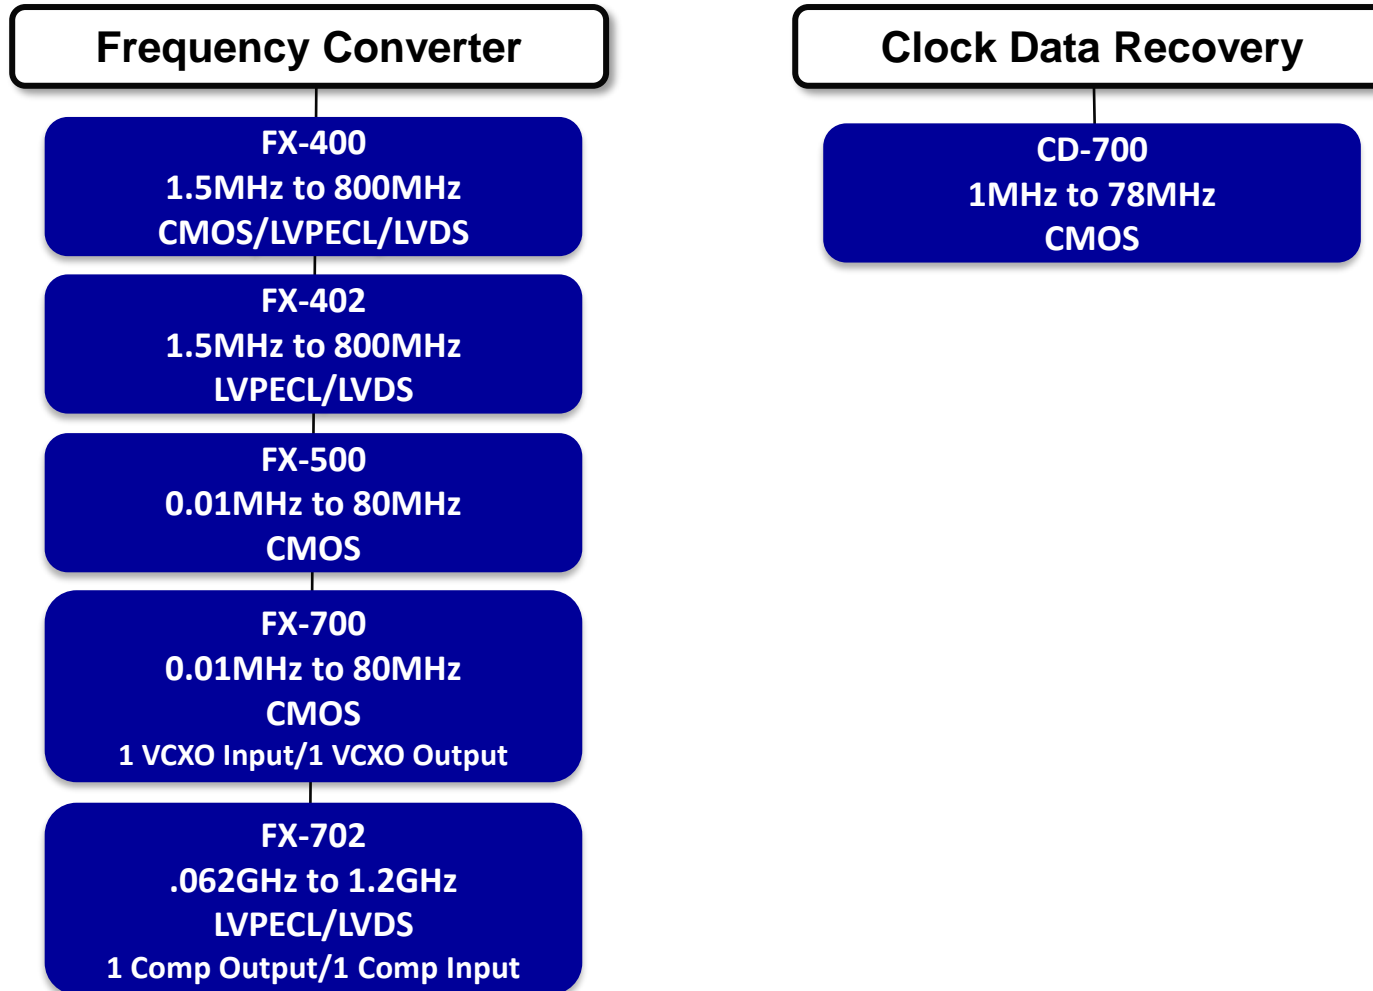 Frequency Converter
FX-400
1.5MHz to 800MHz
CMOS/LVPECL/LVDS
FX-402
1.5MHz to 800MHz
LVPECL/LVDS
FX-500
0.01MHz to 80MHz
CMOS
FX-700
0.01MHz to 80MHz
CMOS
1 VCXO Input/1 VCXO Output
FX-702
.062GHz to 1.2GHz
LVPECL/LVDS
1 Comp Output/1 Comp Input
Clock Data Recovery
CD-700
1MHz to 78MHz
CMOS